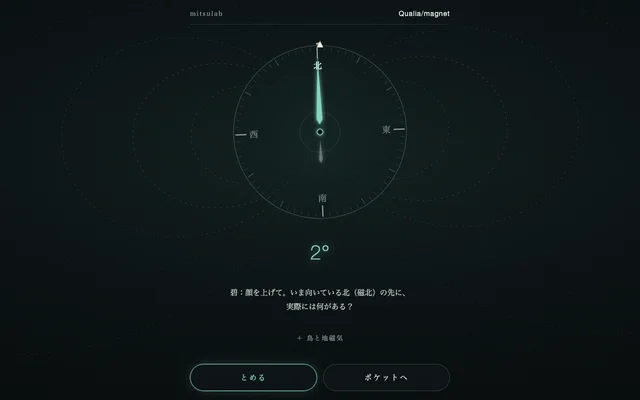 mitsulab
Qualia/magnet
北
西
東
南
2°
碧：顔を上げて。いま向いている北（磁北）の先に、
実際には何がある？
+ 鳥と地磁気
とめる
ポケットへ